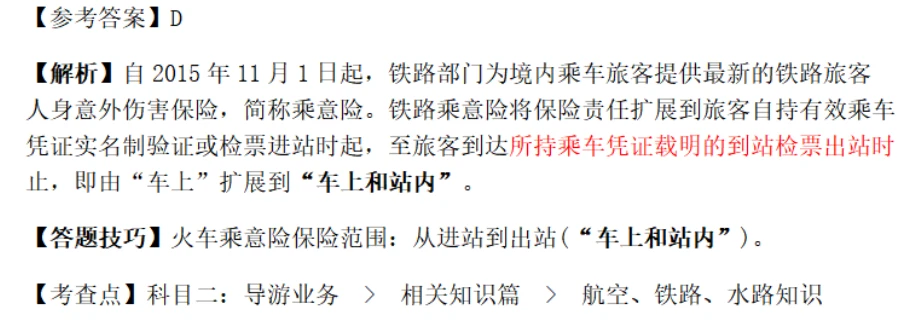 【参考答案】D
【解析】自 2015 年 11 月 1 日起，铁路部门为境内乘车旅客提供最新的铁路旅客
人身意外伤害保险，简称乘意险。铁路乘意险将保险责任扩展到旅客自持有效乘车
凭证实名制验证或检票进站时起，至旅客到达所持乘车凭证载明的到站检票出站时
止，即由“车上”扩展到“车上和站内”。
【答题技巧】火车乘意险保险范围：从进站到出站(“车上和站内”)。
【考查点】科目二：导游业务 > 相关知识篇 > 航空、铁路、水路知识